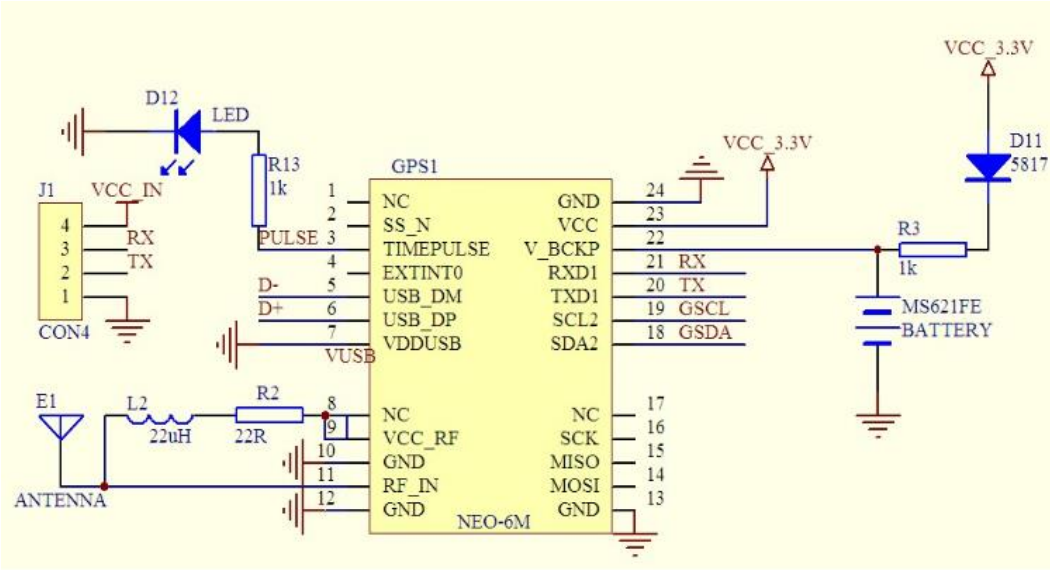 VCC_3.3V
D12
LED
D11
5817
VCC_3.3V
R13
1k
GPS1
J1
VCC_IN
4
3
2
1
RX
TX
CON4
PULSE
D-
D+
VUSB
1 NC
2 SS_N
3 TIMEPULSE
4 EXTINT0
5 USB_DM
6 USB_DP
7 VDDUSB
8 NC
9 VCC_RF
10 GND
11 RF_IN
12 GND
GND 24
VCC 23
V_BCKP 22
RXD1 21 RX
TXD1 20 TX
SCL2 19 GSCL
SDA2 18 GSDA
NC 17
SCK 16
MISO 15
MOSI 14
GND 13
NEO-6M
R3
1k
MS621FE
BATTERY
E1
L2
22uH
R2
22R
ANTENNA